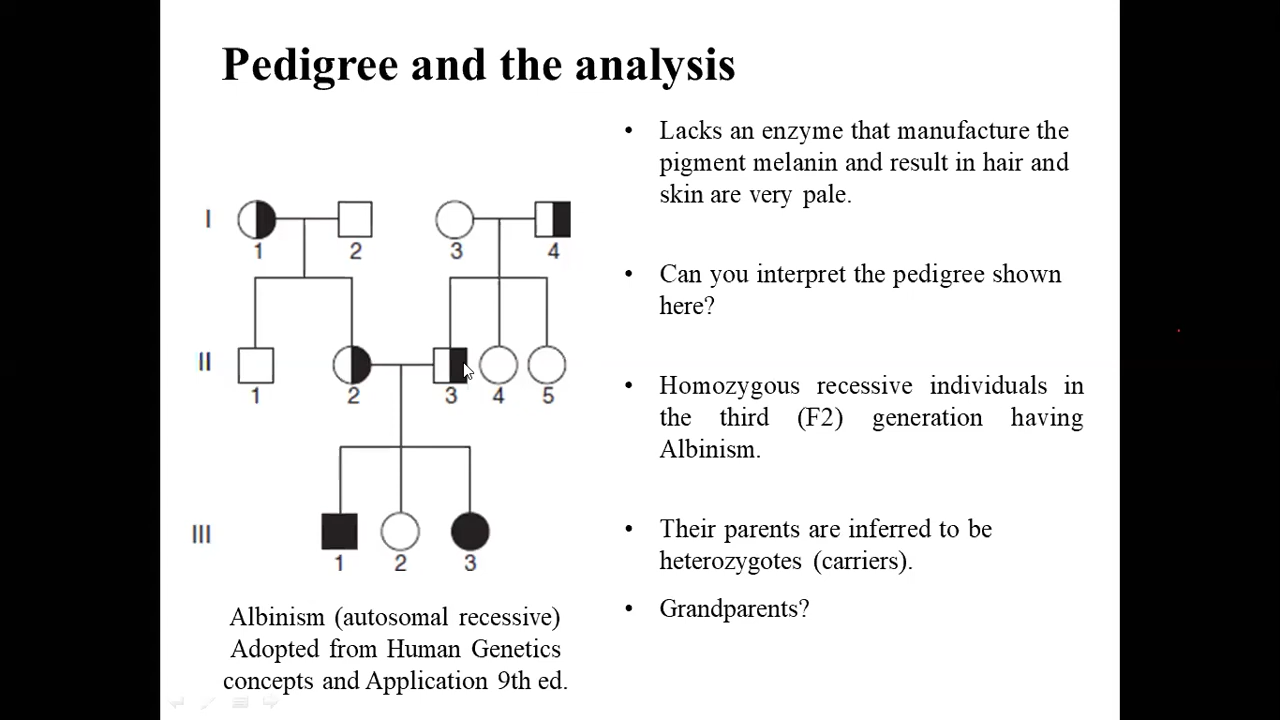 Pedigree and the analysis
I
1 2 3 4
II
1 2 3 4 5
III
1 2 3
Albinism (autosomal recessive)
Adopted from Human Genetics
concepts and Application 9th ed.
• Lacks an enzyme that manufacture the
pigment melanin and result in hair and
skin are very pale.
• Can you interpret the pedigree shown
here?
• Homozygous recessive individuals in
the third (F2) generation having
Albinism.
• Their parents are inferred to be
heterozygotes (carriers).
• Grandparents?